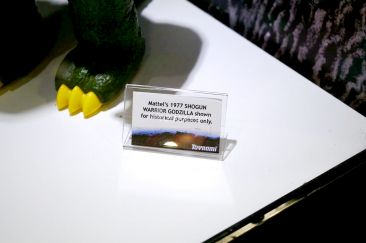 Mattel's 1977 SHOGUN
WARRIOR GODZILLA shown
for historical purposes only.
Toynami